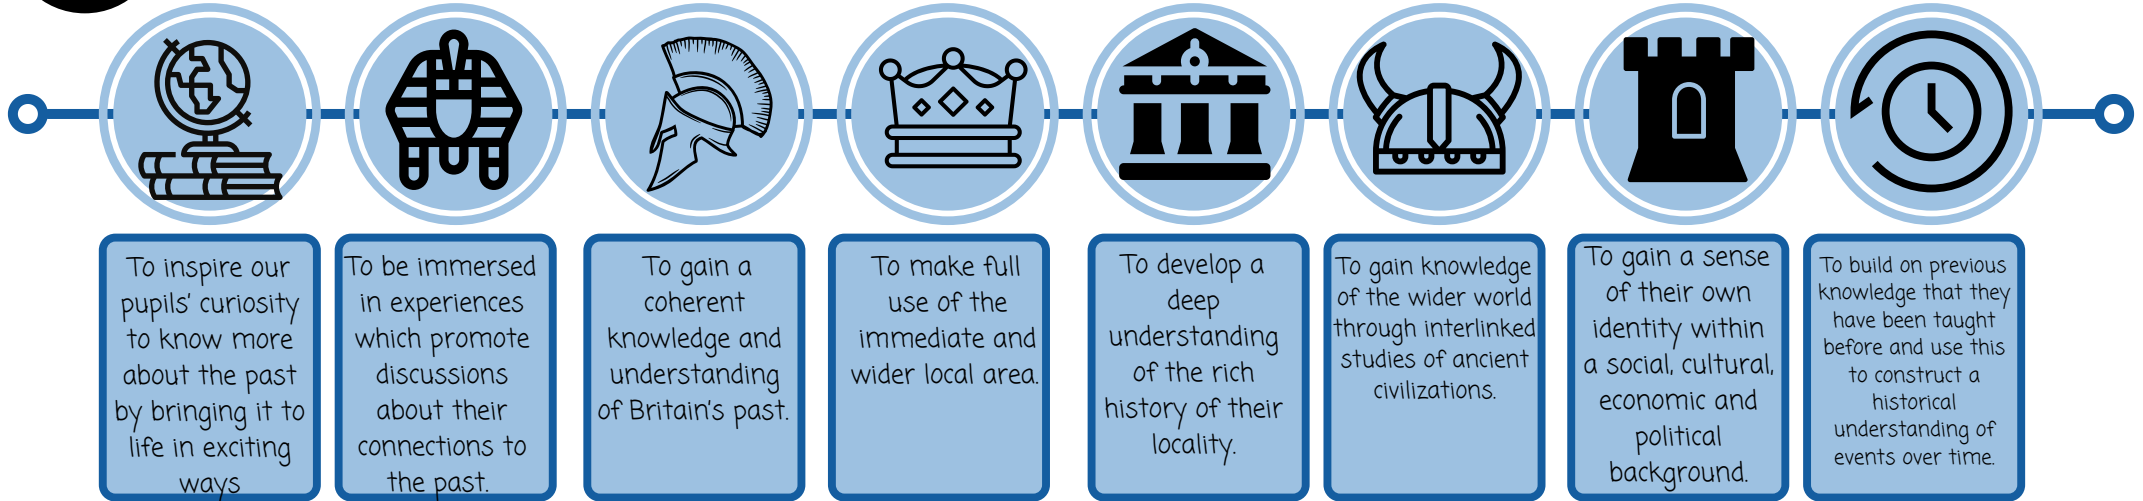 To inspire our
pupils' curiosity
to know more
about the past
by bringing it to
life in exciting
ways
To be immersed
in experiences
which promote
discussions
about their
connections to
the past.
To gain a
coherent
knowledge and
understanding
of Britain's past.
To make full
use of the
immediate and
wider local area.
To develop a
deep
understanding
of the rich
history of their
locality.
To gain knowledge
of the wider world
through interlinked
studies of ancient
civilizations.
To gain a sense
of their own
identity within
a social, cultural,
economic and
political
background.
To build on previous
knowledge that they
have been taught
before and use this
to construct a
historical
understanding of
events over time.